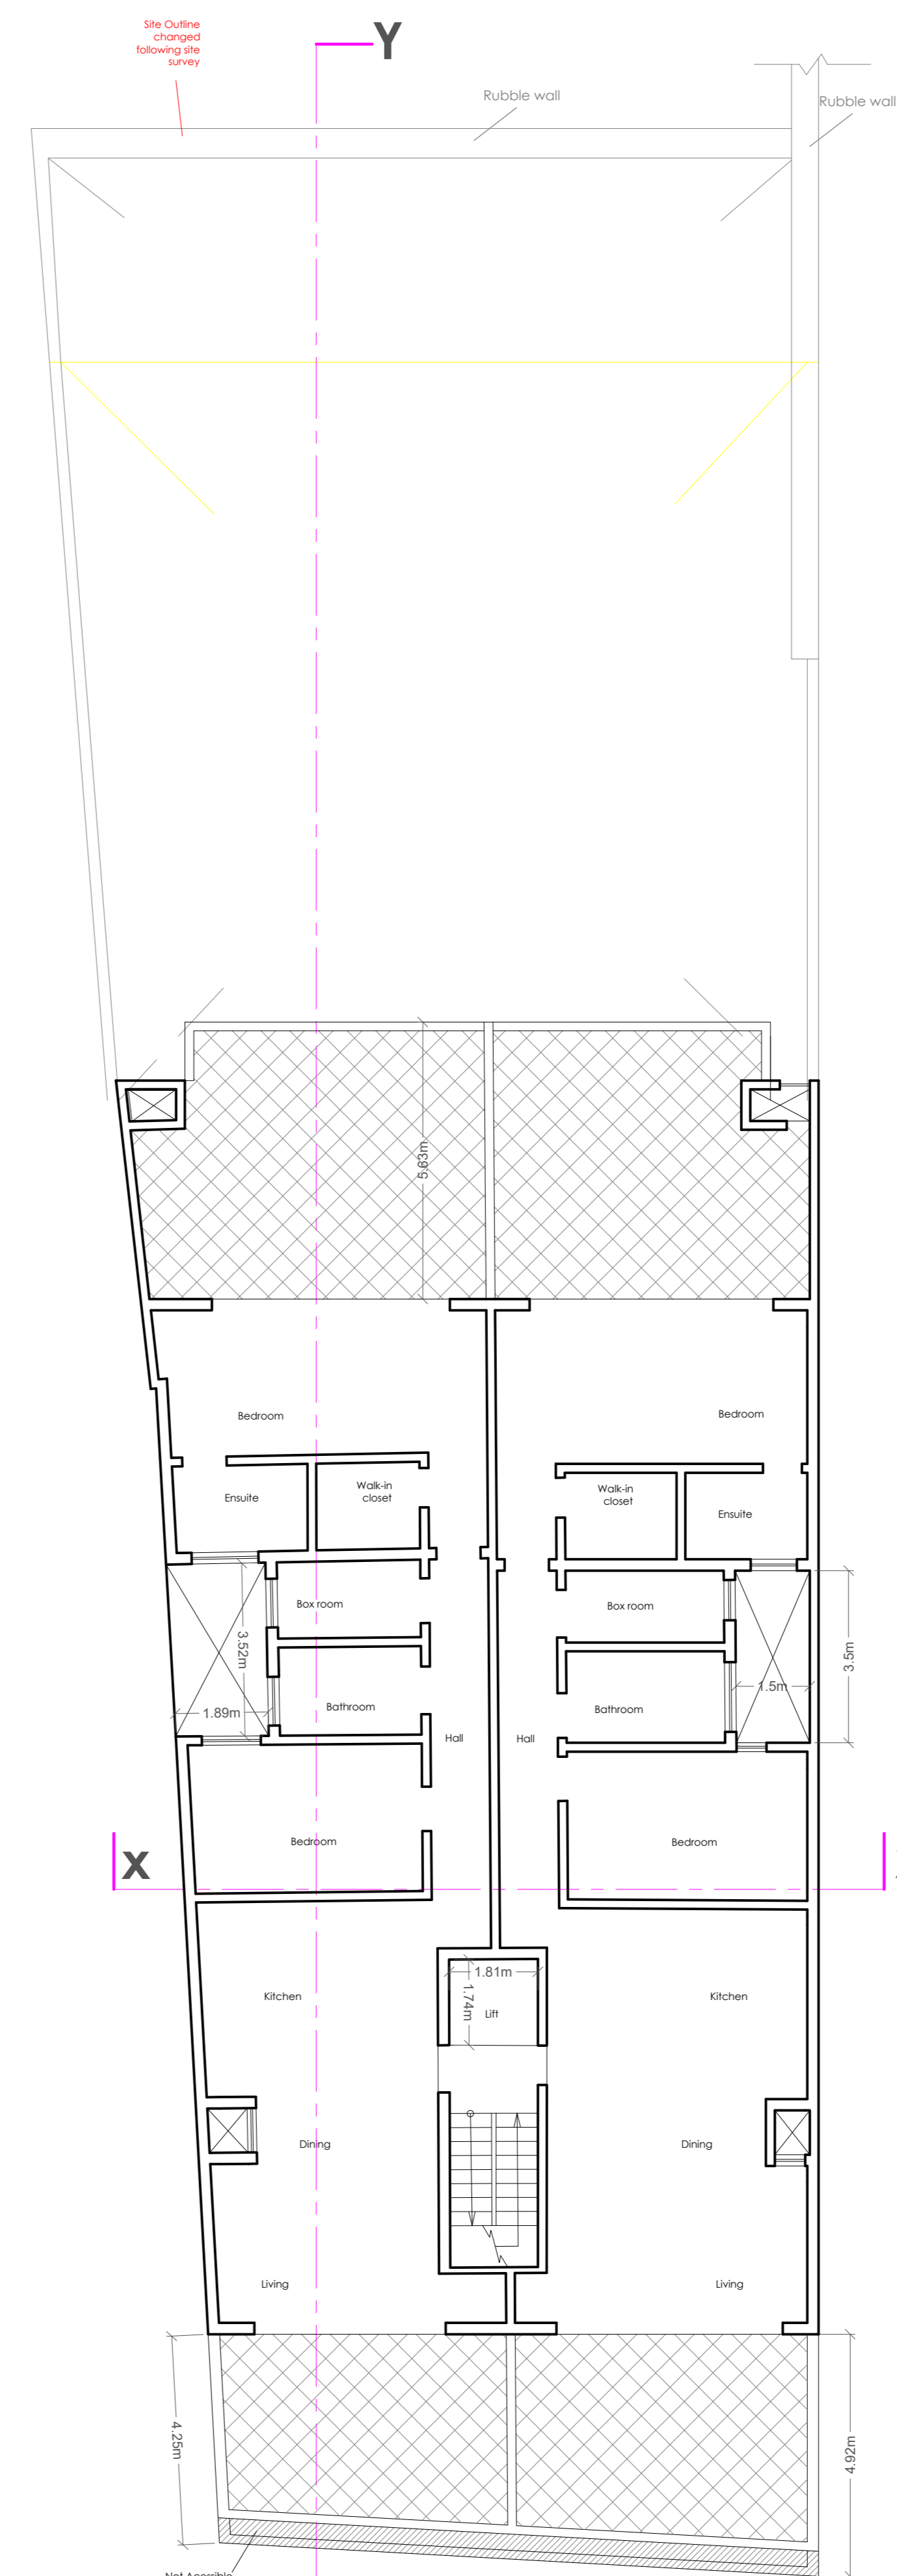 Site Outline
changed
following site
survey
Y
Rubble wall
Rubble wall
5.63m
Bedroom
Bedroom
Walk-in
closet
Ensuite
Walk-in
closet
Ensuite
Box room
Box room
3.52m
3.5m
1.89m
Bathroom
Bathroom
1.5m
Hall
Hall
Bedroom
Bedroom
X
1.81m
1.74m
Lift
Kitchen
Kitchen
Dining
Dining
Living
Living
4.25m
4.92m
Not Acessible